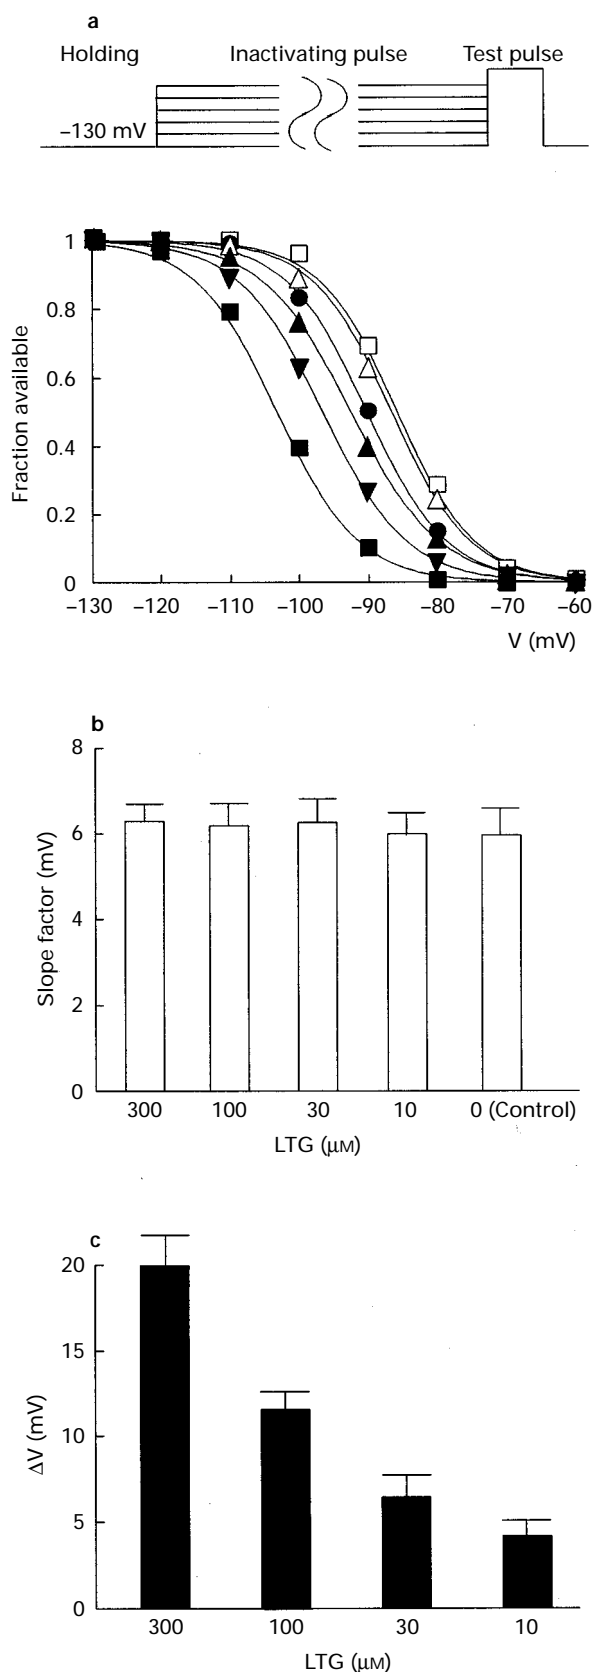 a
Holding Inactivating pulse Test pulse
–130 mV
Fraction available
1
0.8
0.6
0.4
0.2
0
–130 –120 –110 –100 –90 –80 –70 –60
V (mV)
b
Slope factor (mV)
8
6
4
2
0
300 100 30 10 0 (Control)
LTG (μM)
c
ΔV (mV)
20
15
10
5
0
300 100 30 10
LTG (μM)